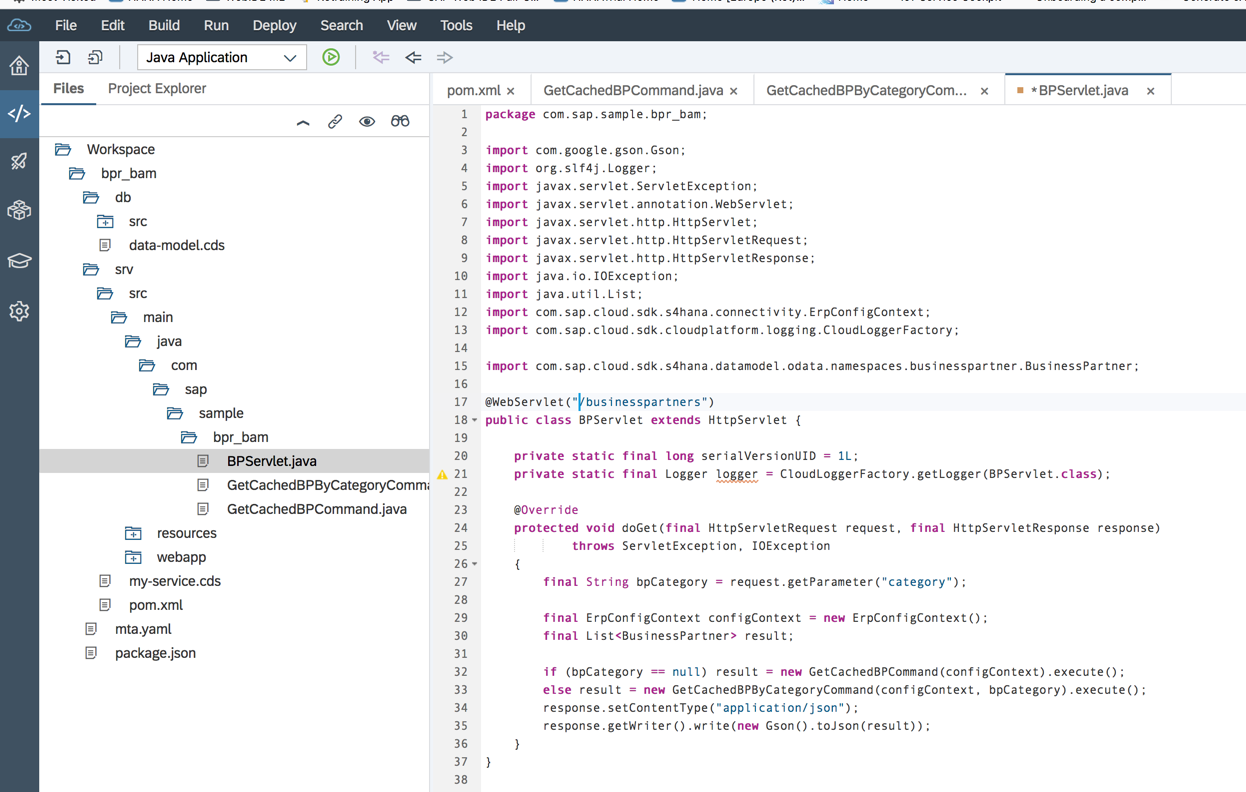 File Edit Build Run Deploy Search View Tools Help
Java Application
Files Project Explorer
pom.xml × GetCachedBPCommand.java × GetCachedBPByCategoryCom... × *BPServlet.java ×
Workspace
bpr_bam
db
src
data-model.cds
srv
src
main
java
com
sap
sample
bpr_bam
BPServlet.java
GetCachedBPByCategoryComma
GetCachedBPCommand.java
resources
webapp
my-service.cds
pom.xml
mta.yaml
package.json
1 package com.sap.sample.bpr_bam;
2
3 import com.google.gson.Gson;
4 import org.slf4j.Logger;
5 import javax.servlet.ServletException;
6 import javax.servlet.annotation.WebServlet;
7 import javax.servlet.http.HttpServlet;
8 import javax.servlet.http.HttpServletRequest;
9 import javax.servlet.http.HttpServletResponse;
10 import java.io.IOException;
11 import java.util.List;
12 import com.sap.cloud.sdk.s4hana.connectivity.ErpConfigContext;
13 import com.sap.cloud.sdk.cloudplatform.logging.CloudLoggerFactory;
14
15 import com.sap.cloud.sdk.s4hana.datamodel.odata.namespaces.businesspartner.BusinessPartner;
16
17 @WebServlet("/businesspartners")
18 public class BPServlet extends HttpServlet {
19
20 private static final long serialVersionUID = 1L;
21 private static final Logger logger = CloudLoggerFactory.getLogger(BPServlet.class);
22
23 @Override
24 protected void doGet(final HttpServletRequest request, final HttpServletResponse response)
25 throws ServletException, IOException
26 {
27 final String bpCategory = request.getParameter("category");
28
29 final ErpConfigContext configContext = new ErpConfigContext();
30 final List<BusinessPartner> result;
31
32 if (bpCategory == null) result = new GetCachedBPCommand(configContext).execute();
33 else result = new GetCachedBPByCategoryCommand(configContext, bpCategory).execute();
34 response.setContentType("application/json");
35 response.getWriter().write(new Gson().toJson(result));
36 }
37 }
38